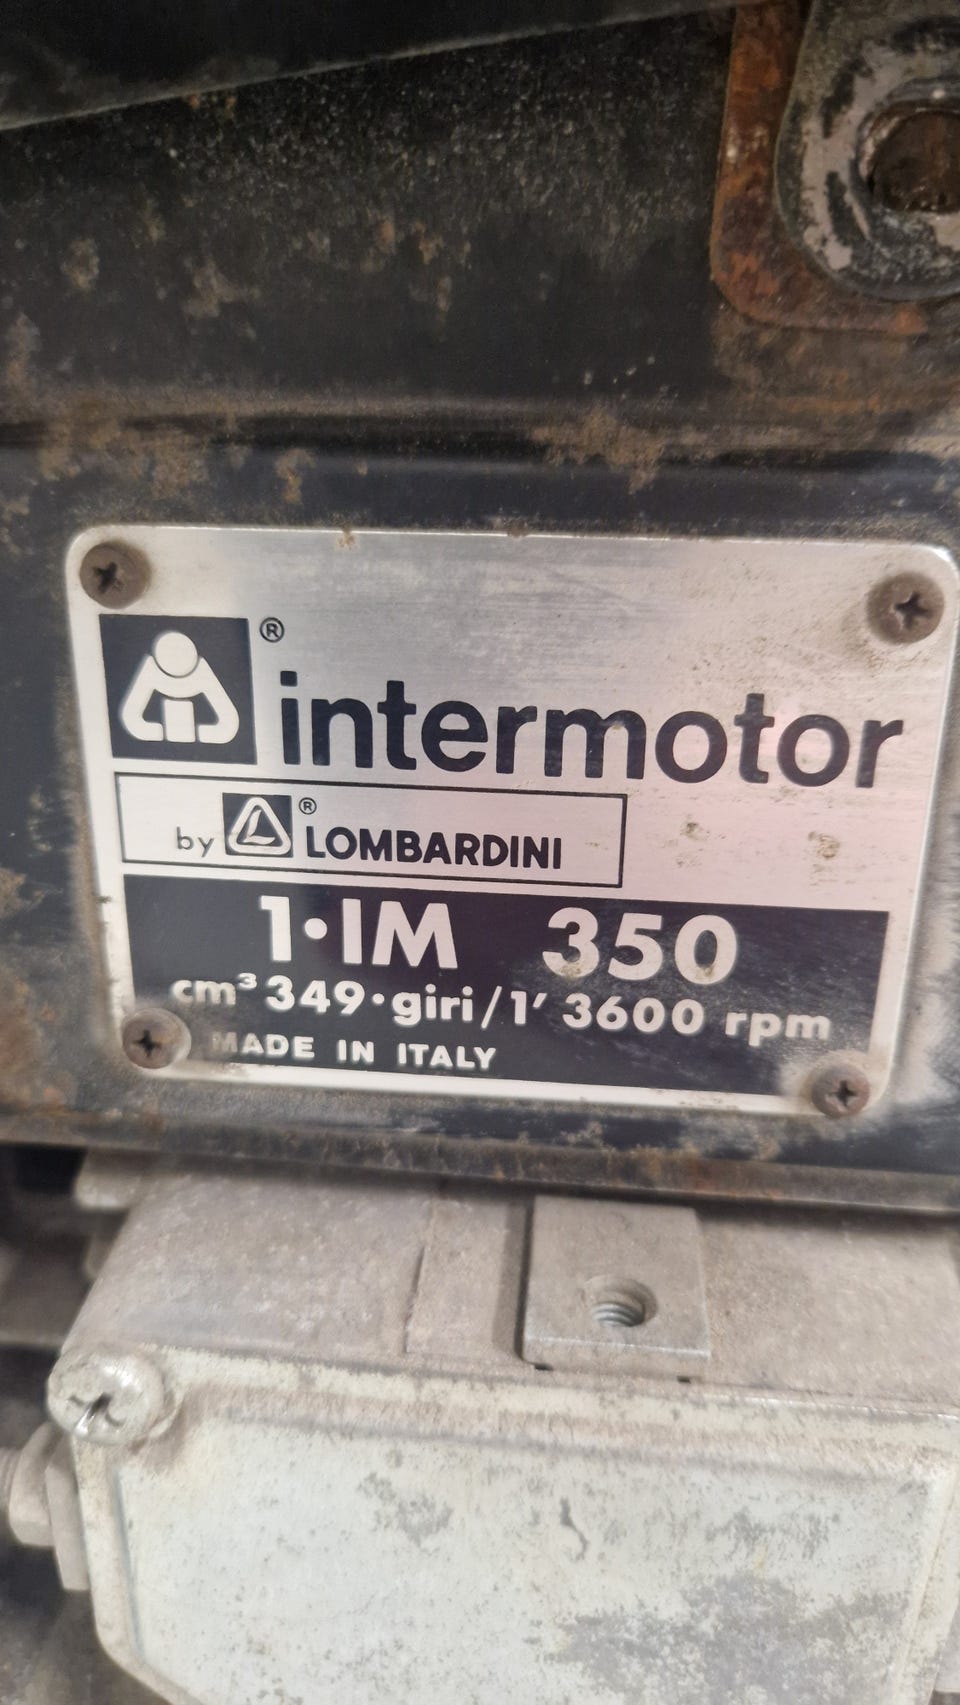 ® intermotor
by ® LOMBARDINI
1·IM 350
cm³ 349·giri/1' 3600 rpm
MADE IN ITALY